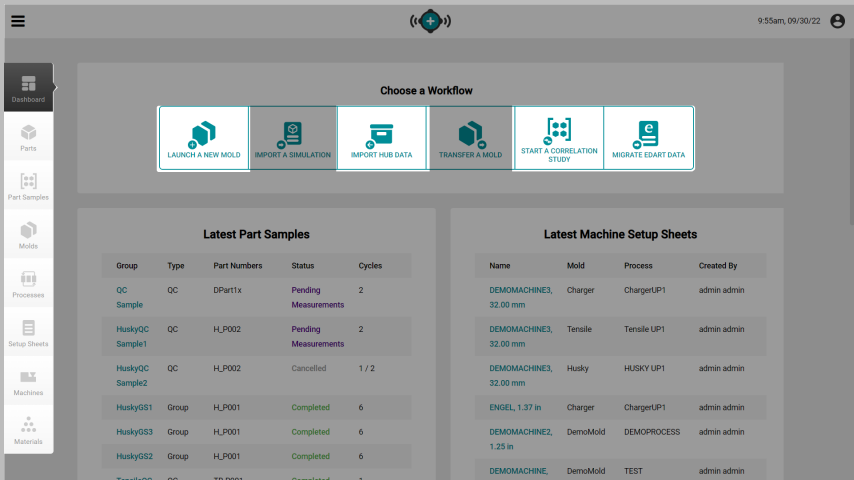 9:55am, 09/30/22
Choose a Workflow
LAUNCH A NEW MOLD
IMPORT A SIMULATION
IMPORT HUB DATA
TRANSFER A MOLD
START A CORRELATION
STUDY
MIGRATE EDART DATA
Dashboard
Parts
Part Samples
Molds
Processes
Setup Sheets
Machines
Materials
Latest Part Samples
Group Type Part Numbers Status Cycles
QC QC DPart1x Pending 2
Sample Measurements
HuskyQC QC H_P002 Pending 2
Sample1 Measurements
HuskyQC QC H_P002 Cancelled 1 / 2
Sample2
HuskyGS1 Group H_P001 Completed 6
HuskyGS3 Group H_P001 Completed 6
HuskyGS2 Group H_P001 Completed 6
Latest Machine Setup Sheets
Name Mold Process Created By
DEMOMACHINE3, Charger ChargerUP1 admin admin
32.00 mm
DEMOMACHINE3, Tensile Tensile UP1 admin admin
32.00 mm
DEMOMACHINE3, Husky HUSKY UP1 admin admin
32.00 mm
ENGEL, 1.37 in Charger ChargerUP1 admin admin
DEMOMACHINE2, DemoMold DEMOPROCESS admin admin
1.25 in
DEMOMACHINE, DemoMold TEST admin admin